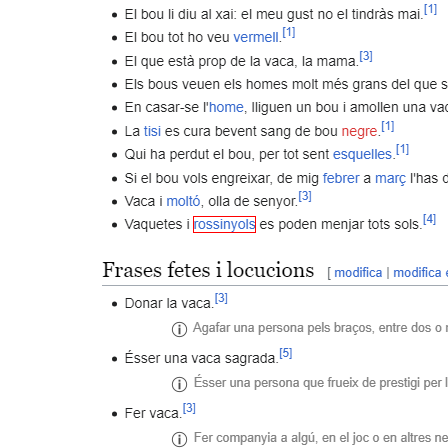 El bou li diu al xai: el meu gust no el tindràs mai.[1]
El bou tot ho veu vermell.[1]
El que està prop de la vaca, la mama.[3]
Els bous veuen els homes molt més grans del que s
En casar-se l'home, lliguen un bou i amollen una vac
La tisi es cura bevent sang de bou negre.[1]
Qui ha perdut el bou, per tot sent esquelles.[1]
Si el bou vols engreixar, de mig febrer a març l'has d
Vaca i moltó, olla de senyor.[3]
Vaquetes i rossinyols es poden menjar tots sols.[4]
Frases fetes i locucions [ modifica | modifica
Donar la vaca.[3]
Agafar una persona pels braços, entre dos o
Ésser una vaca sagrada.[5]
Ésser una persona que frueix de prestigi per l
Fer vaca.[3]
Fer companyia a algú, en el joc o en altres ne